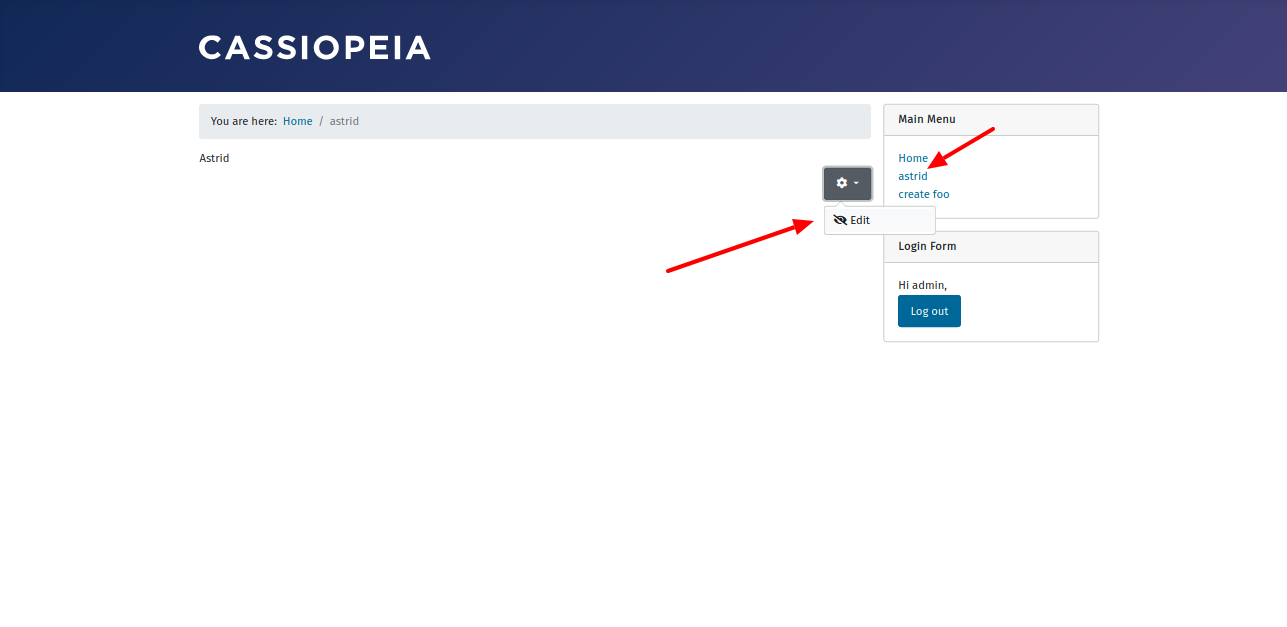 CASSIOPEIA
You are here: Home / astrid
Astrid
Edit
Main Menu
Home
astrid
create foo
Login Form
Hi admin,
Log out